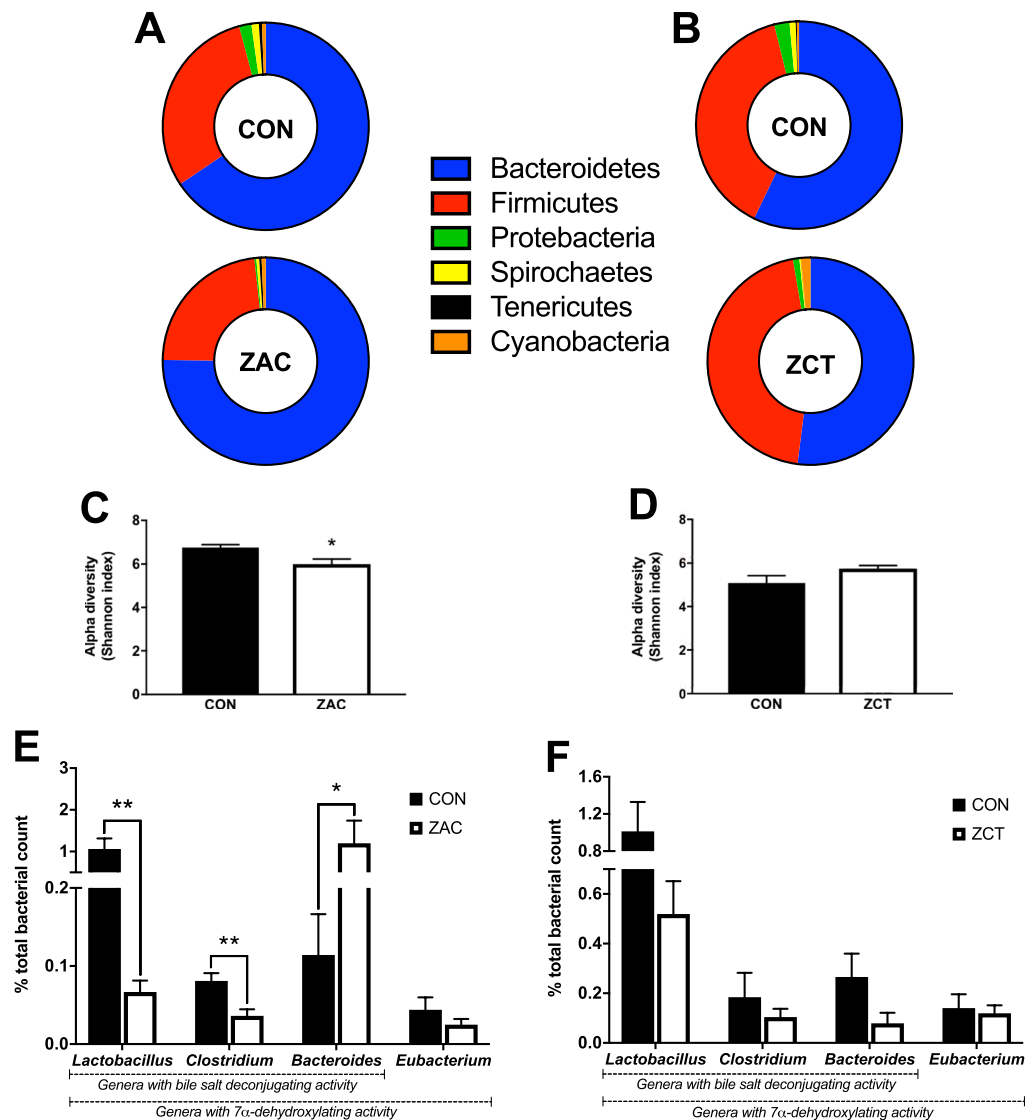 A
CON
ZAC
Bacteroidetes
Firmicutes
Protebacteria
Spirochaetes
Tenericutes
Cyanobacteria
B
CON
ZCT
C
Alpha diversity
(Shannon index)
8
6
4
2
0
*
CON ZAC
D
Alpha diversity
(Shannon index)
8
6
4
2
0
CON ZCT
E
% total bacterial count
3
2
1
0.2
0.1
0.0
**
**
*
CON
ZAC
Lactobacillus Clostridium Bacteroides Eubacterium
Genera with bile salt deconjugating activity
Genera with 7α-dehydroxylating activity
F
% total bacterial count
1.6
1.2
0.8
0.6
0.4
0.2
0.0
CON
ZCT
Lactobacillus Clostridium Bacteroides Eubacterium
Genera with bile salt deconjugating activity
Genera with 7α-dehydroxylating activity